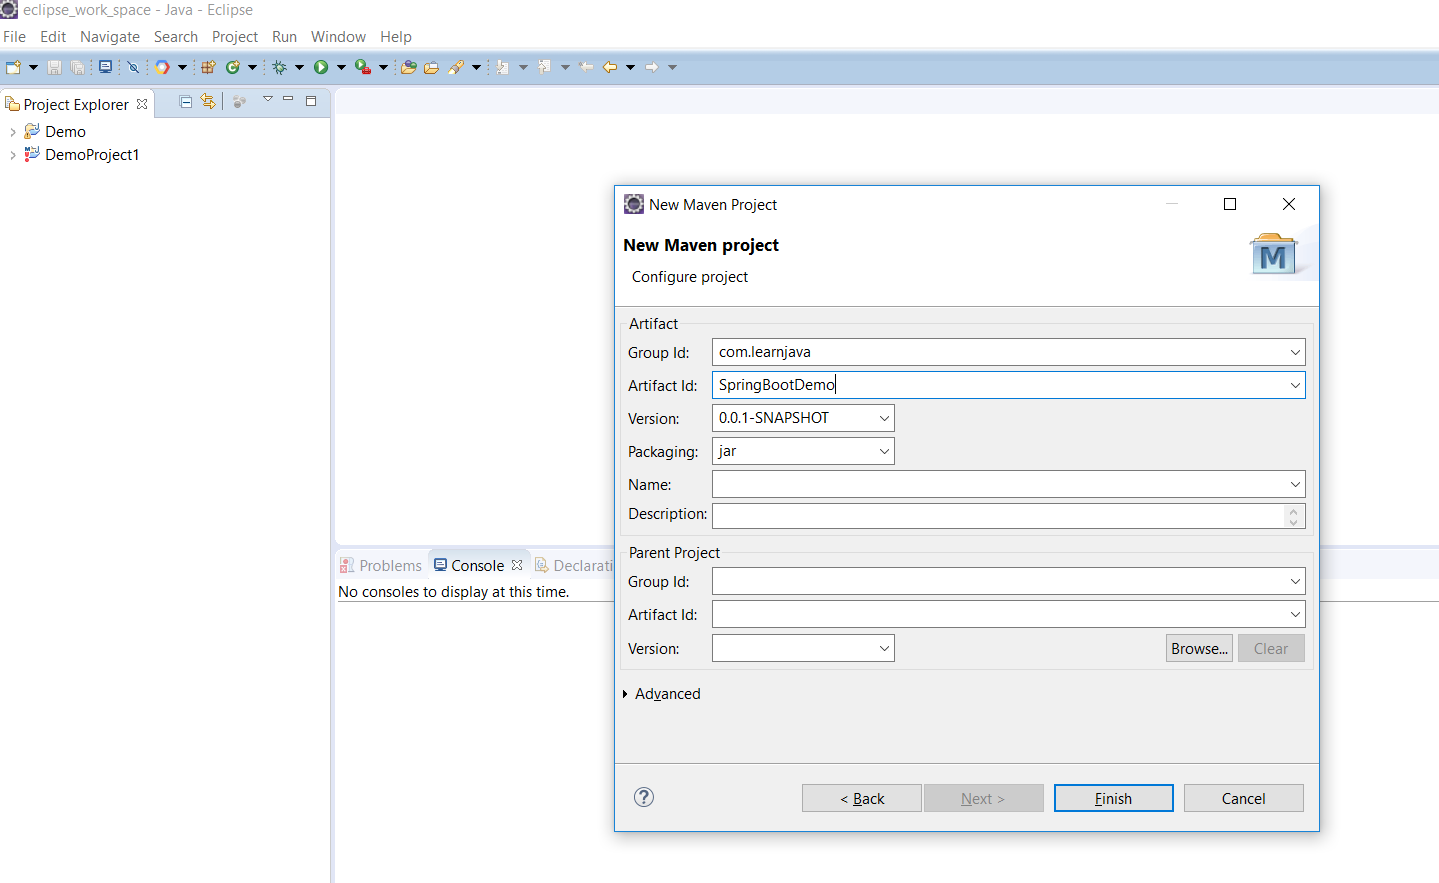 eclipse_work_space - Java - Eclipse
File Edit Navigate Search Project Run Window Help
Project Explorer
Demo
DemoProject1
New Maven Project
New Maven project
Configure project
M
Artifact
Group Id: com.learnjava
Artifact Id: SpringBootDemo
Version: 0.0.1-SNAPSHOT
Packaging: jar
Name:
Description:
Parent Project
Group Id:
Artifact Id:
Version: Browse... Clear
Advanced
? < Back Next > Finish Cancel
Problems Console Declarati
No consoles to display at this time.